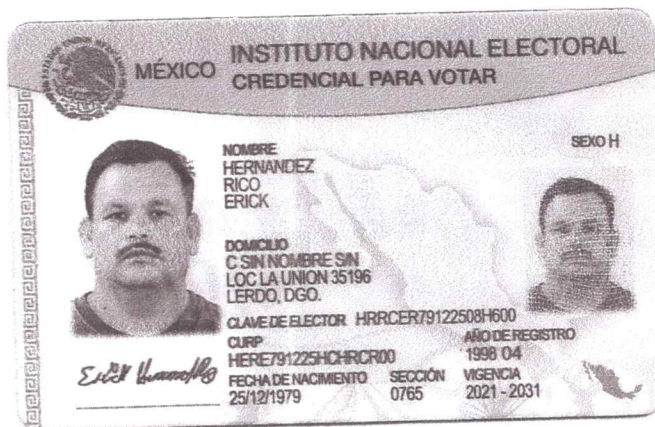 MÉXICO
INSTITUTO NACIONAL ELECTORAL
CREDENCIAL PARA VOTAR
NOMBRE
HERNANDEZ
RICO
ERICK
SEXO H
DOMICILIO
C SIN NOMBRE S/N
LOC LA UNION 35196
LERDO, DGO.
CLAVE DE ELECTOR HRRCER79122508H600
CURP
HERE791225HCHRCR00
AÑO DE REGISTRO
1998 04
FECHA DE NACIMIENTO
25/12/1979
SECCIÓN
0765
VIGENCIA
2021 - 2031